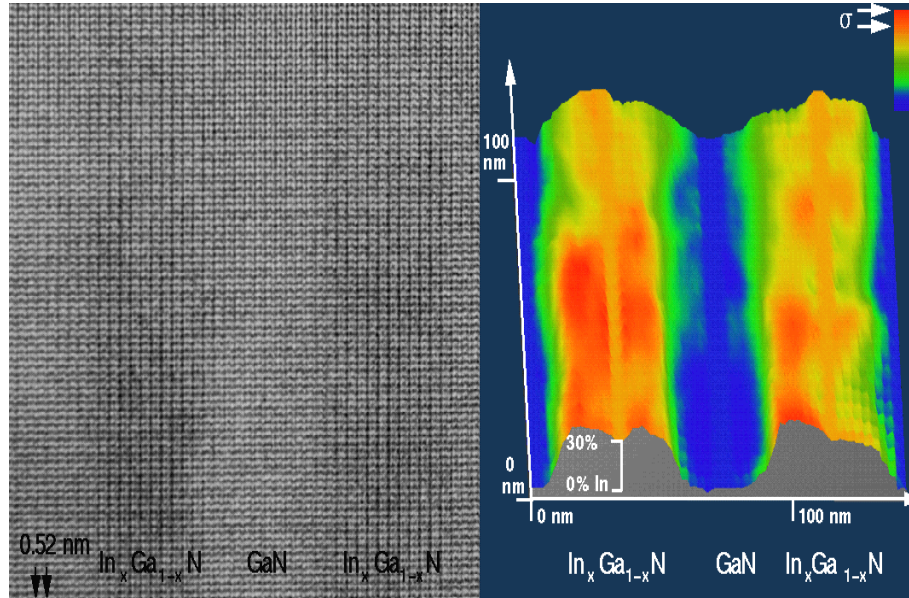 0.52 nm
InₓGa₁₋ₓN
GaN
InₓGa₁₋ₓN
σ
100
nm
0
nm
30%
0% In
0 nm
100 nm
InₓGa₁₋ₓN
GaN
InₓGa₁₋ₓN